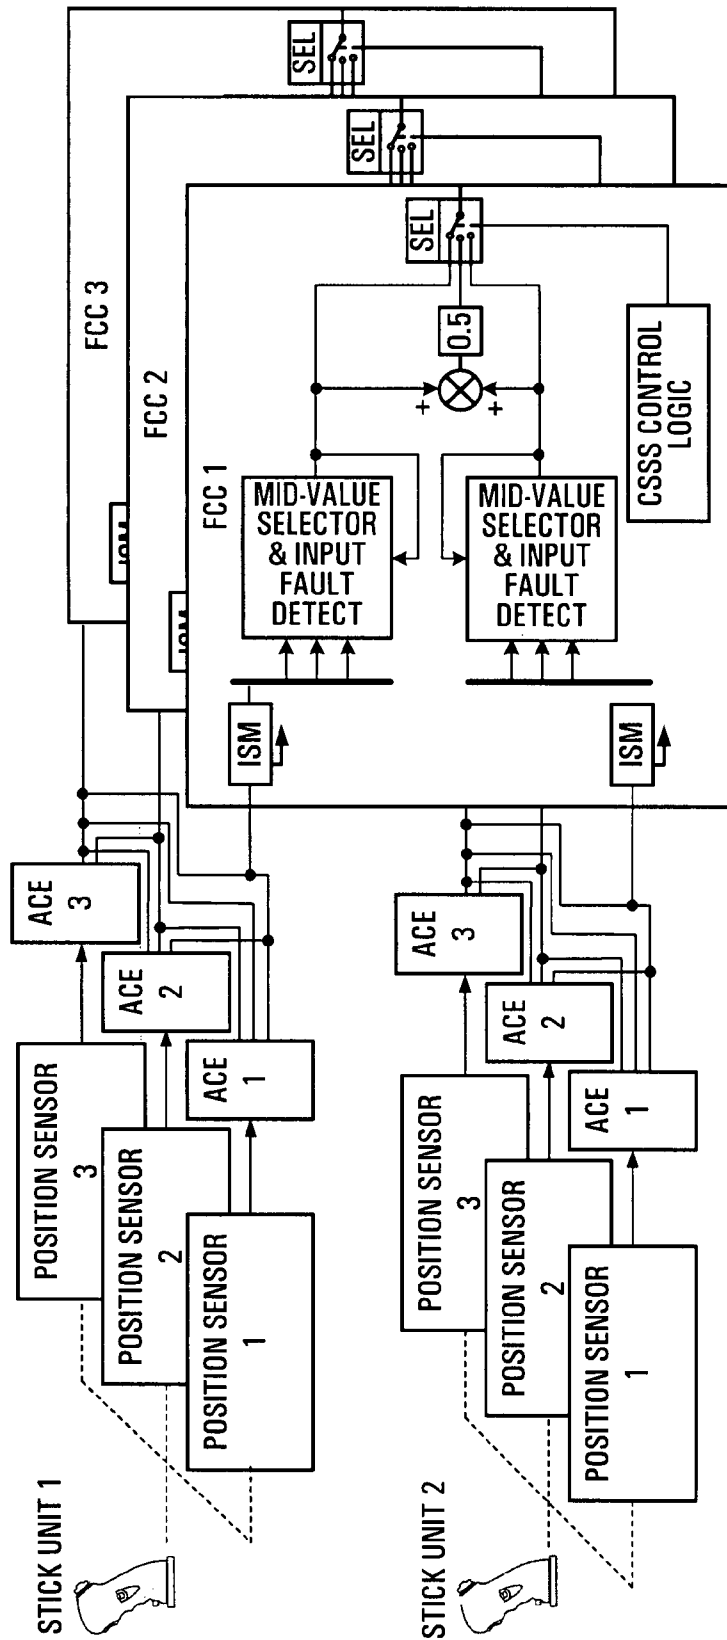 STICK UNIT 1
POSITION SENSOR
3
POSITION SENSOR
2
POSITION SENSOR
1
ACE
3
ACE
2
ACE
1
FCC 3
ISM
SEL
FCC 2
ISM
SEL
FCC 1
ISM
MID-VALUE
SELECTOR
& INPUT
FAULT
DETECT
+
+
0.5
SEL
STICK UNIT 2
POSITION SENSOR
3
POSITION SENSOR
2
POSITION SENSOR
1
ACE
3
ACE
2
ACE
1
ISM
MID-VALUE
SELECTOR
& INPUT
FAULT
DETECT
CSSS CONTROL
LOGIC